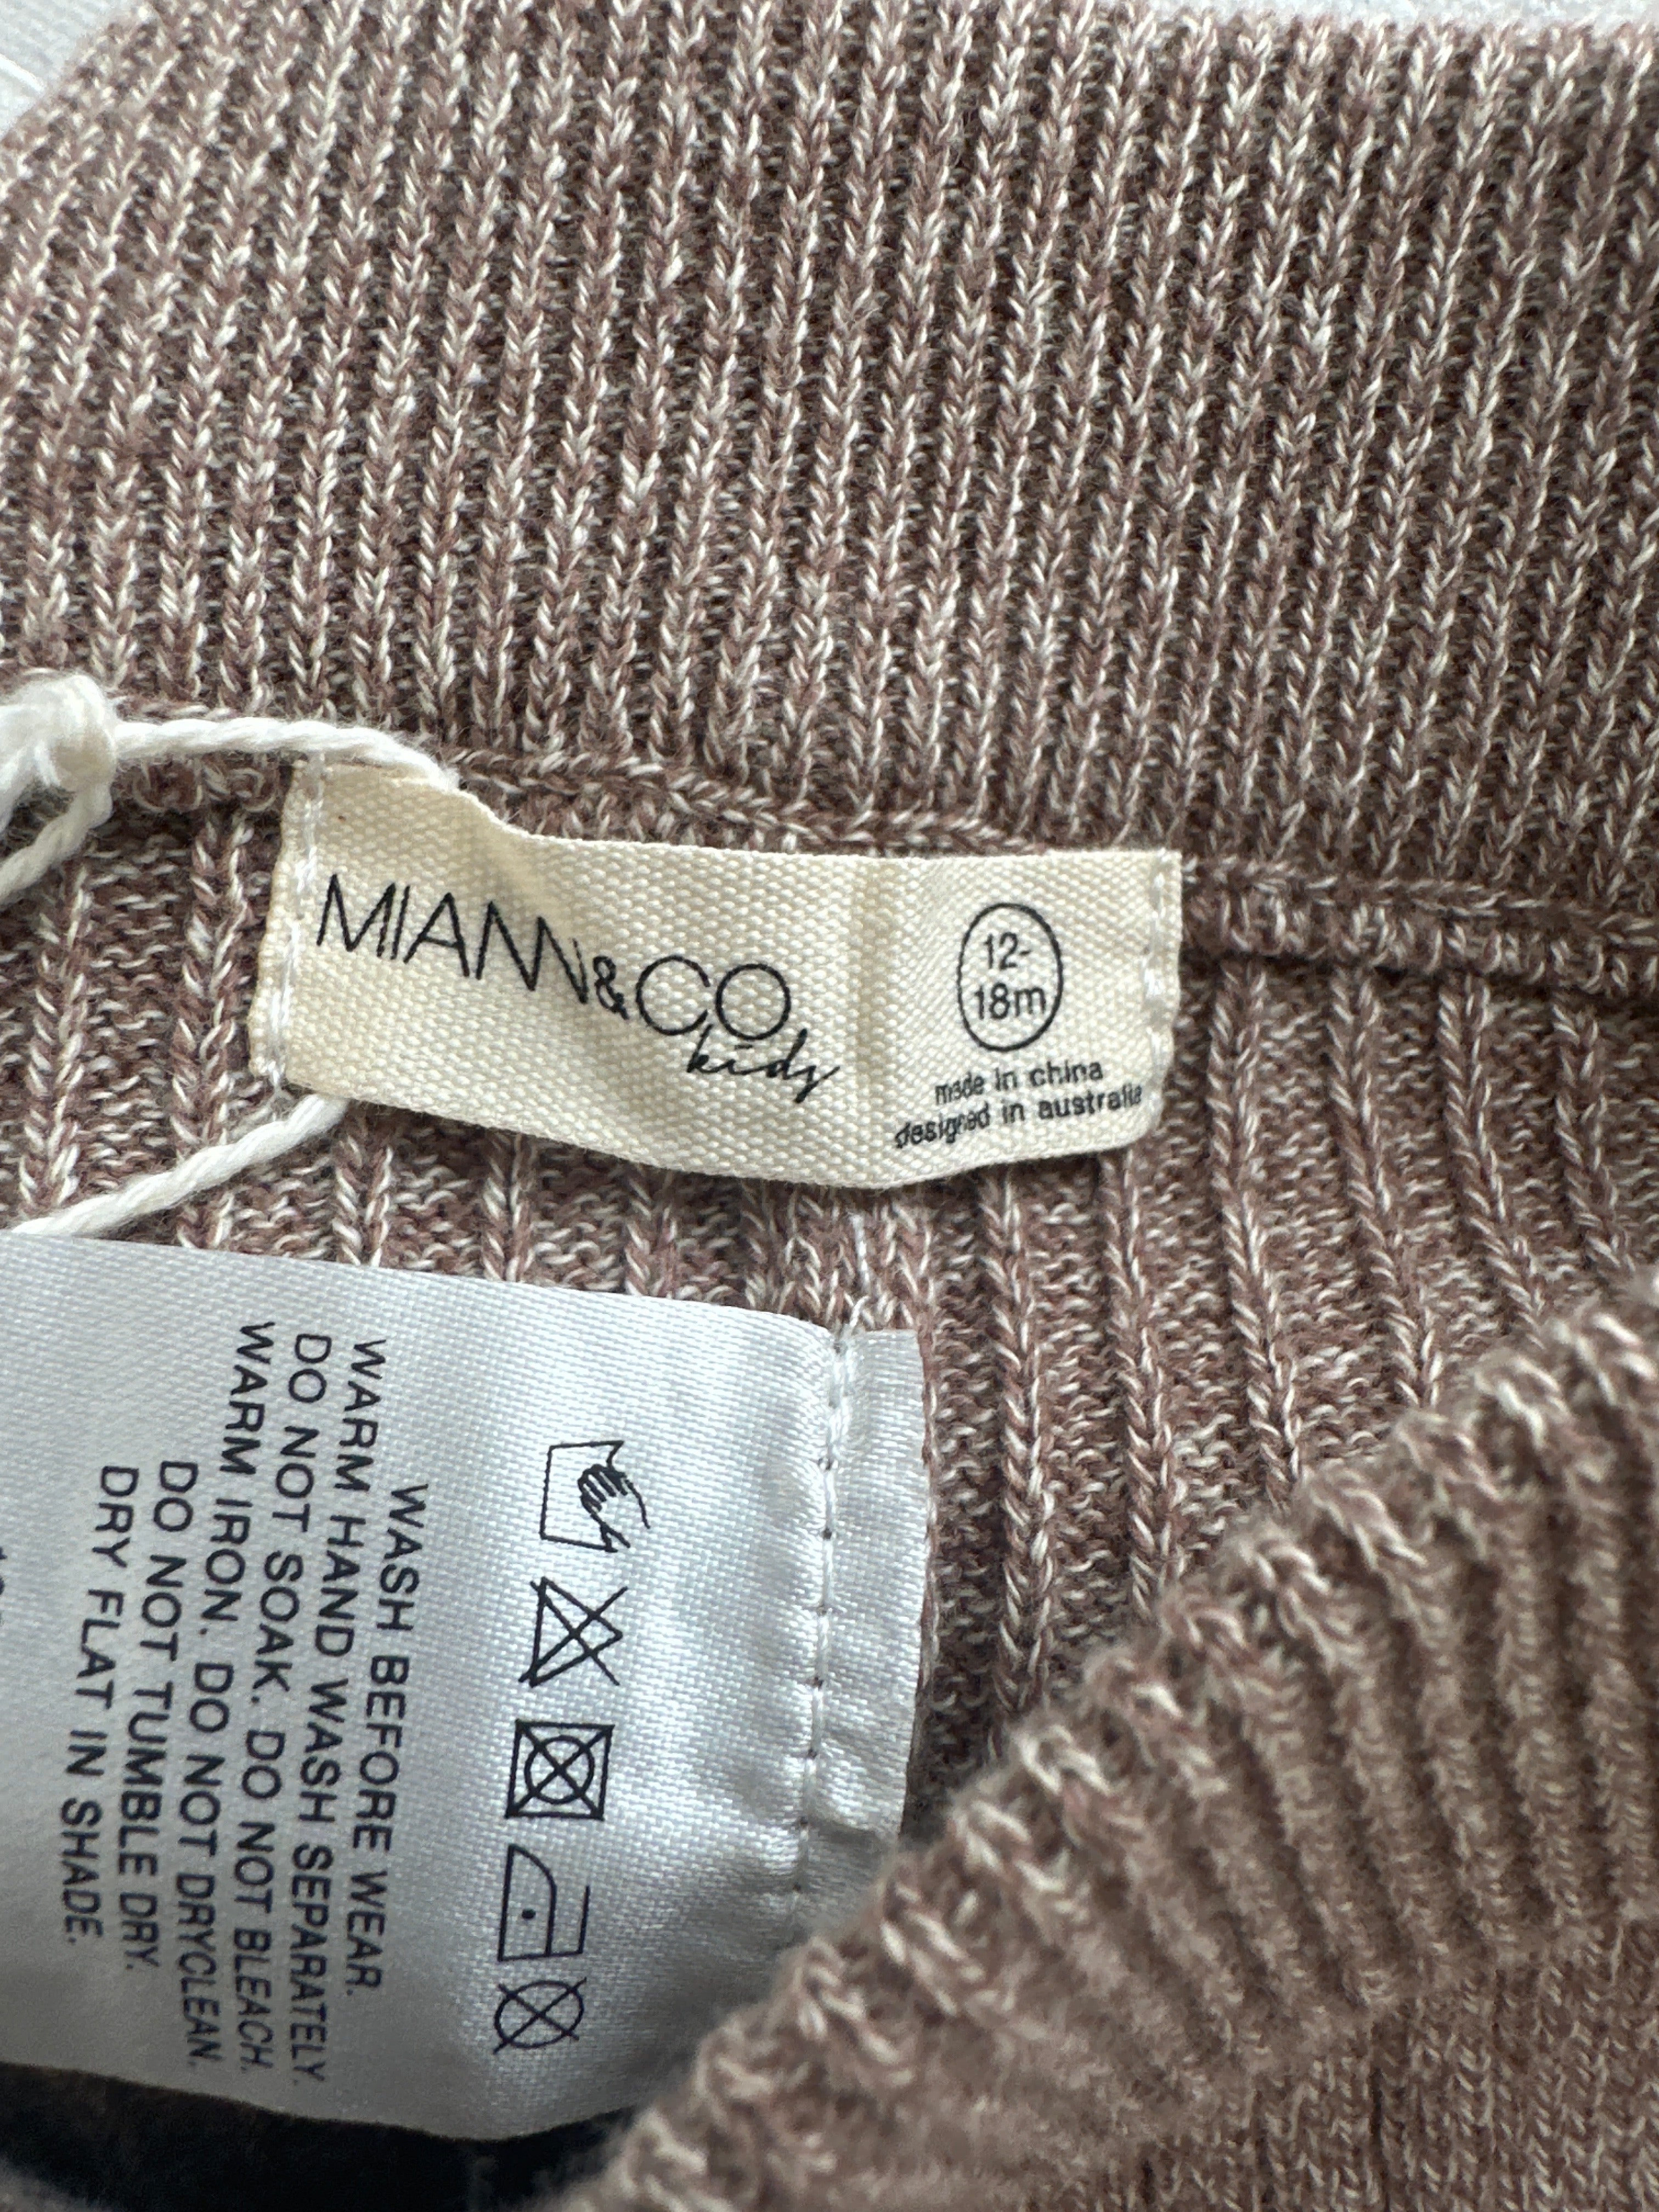 MIANN&CO
kids
12-
18m
made in china
designed in australia
WASH BEFORE WEAR.
WARM HAND WASH SEPARATELY.
DO NOT SOAK. DO NOT BLEACH.
WARM IRON. DO NOT DRYCLEAN.
DO NOT TUMBLE DRY.
DRY FLAT IN SHADE.